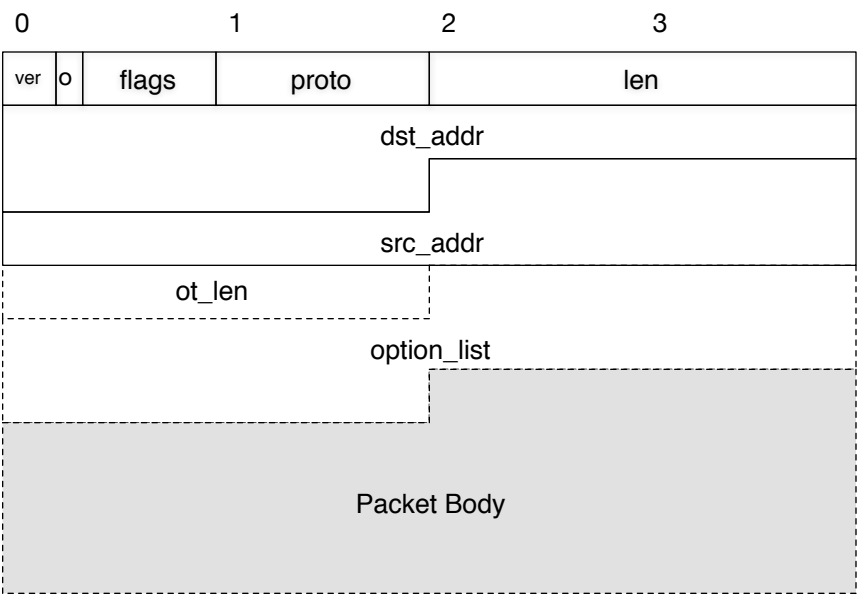 0 1 2 3
ver o flags proto len
dst_addr
src_addr
ot_len
option_list
Packet Body